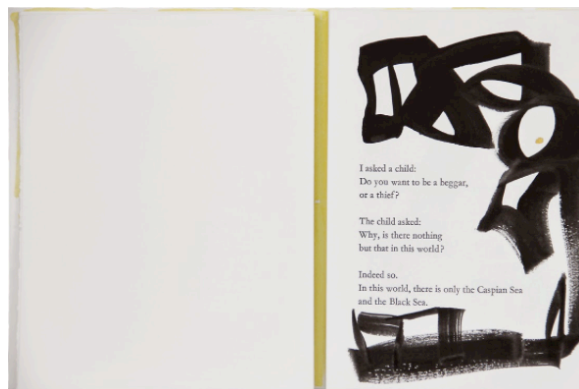 I asked a child:
Do you want to be a beggar,
or a thief?
The child asked:
Why, is there nothing
but that in this world?
Indeed so.
In this world, there is only the Caspian Sea
and the Black Sea.